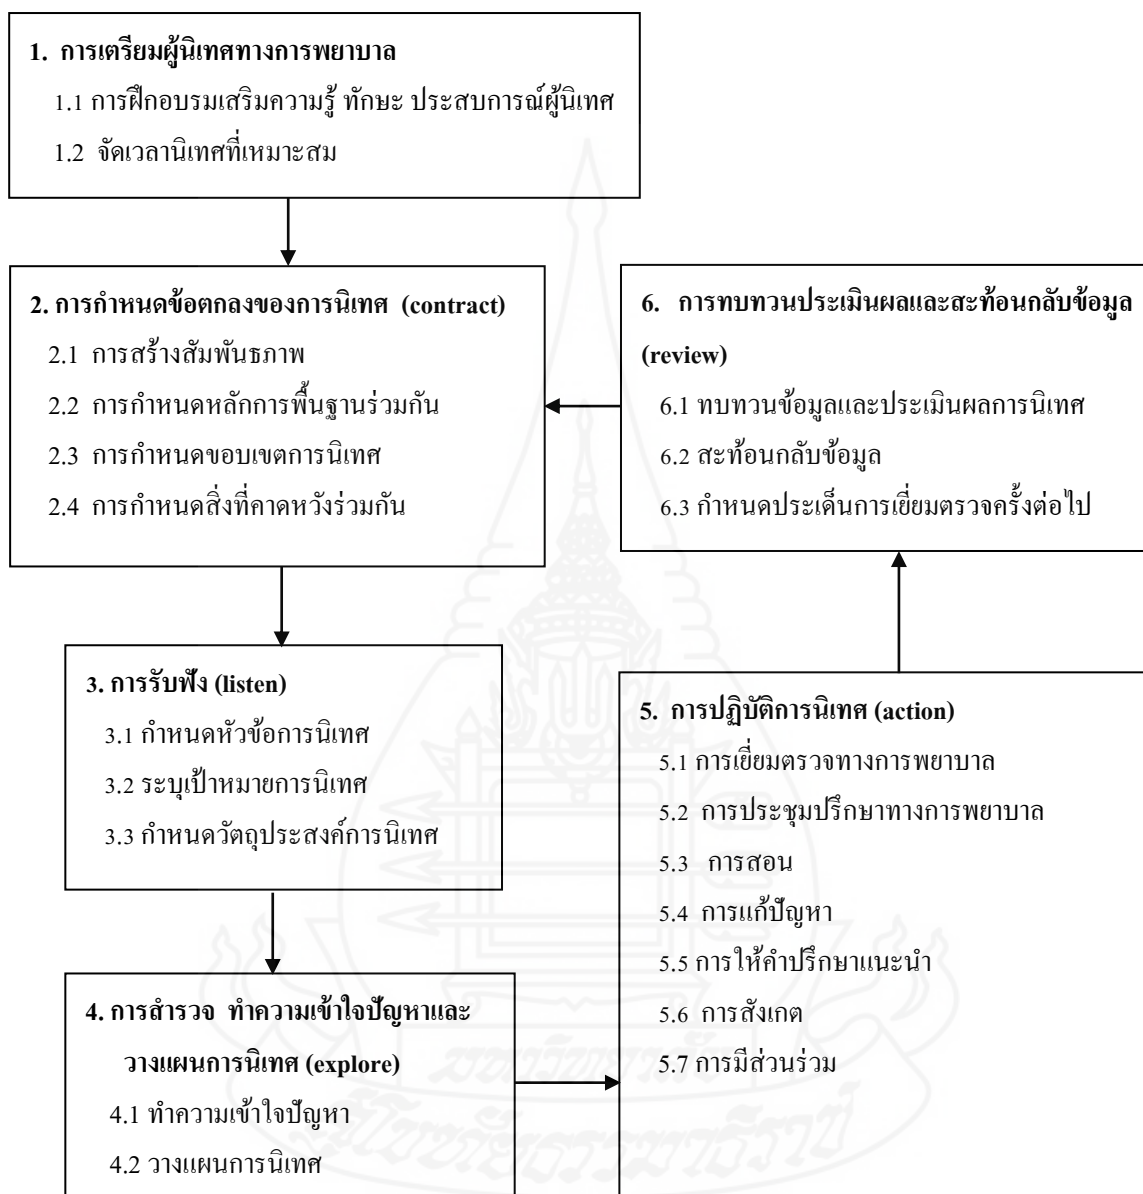 1. การเตรียมผู้นิเทศทางการพยาบาล
1.1 การฝึกอบรมเสริมความรู้ ทักษะ ประสบการณ์ผู้นิเทศ
1.2 จัดเวลานิเทศที่เหมาะสม
2. การกำหนดข้อตกลงของการนิเทศ (contract)
2.1 การสร้างสัมพันธภาพ
2.2 การกำหนดหลักการพื้นฐานร่วมกัน
2.3 การกำหนดขอบเขตการนิเทศ
2.4 การกำหนดสิ่งที่คาดหวังร่วมกัน
3. การรับฟัง (listen)
3.1 กำหนดหัวข้อการนิเทศ
3.2 ระบุเป้าหมายการนิเทศ
3.3 กำหนดวัตถุประสงค์การนิเทศ
4. การสำรวจ ทำความเข้าใจปัญหาและ
วางแผนการนิเทศ (explore)
4.1 ทำความเข้าใจปัญหา
4.2 วางแผนการนิเทศ
5. การปฏิบัติการนิเทศ (action)
5.1 การเยี่ยมตรวจทางการพยาบาล
5.2 การประชุมปรึกษาทางการพยาบาล
5.3 การสอน
5.4 การแก้ปัญหา
5.5 การให้คำปรึกษาแนะนำ
5.6 การสังเกต
5.7 การมีส่วนร่วม
6. การทบทวนประเมินผลและสะท้อนกลับข้อมูล
(review)
6.1 ทบทวนข้อมูลและประเมินผลการนิเทศ
6.2 สะท้อนกลับข้อมูล
6.3 กำหนดประเด็นการเยี่ยมตรวจครั้งต่อไป
มหาวิทยาลัย
สุโขทัยธรรมาธิราช